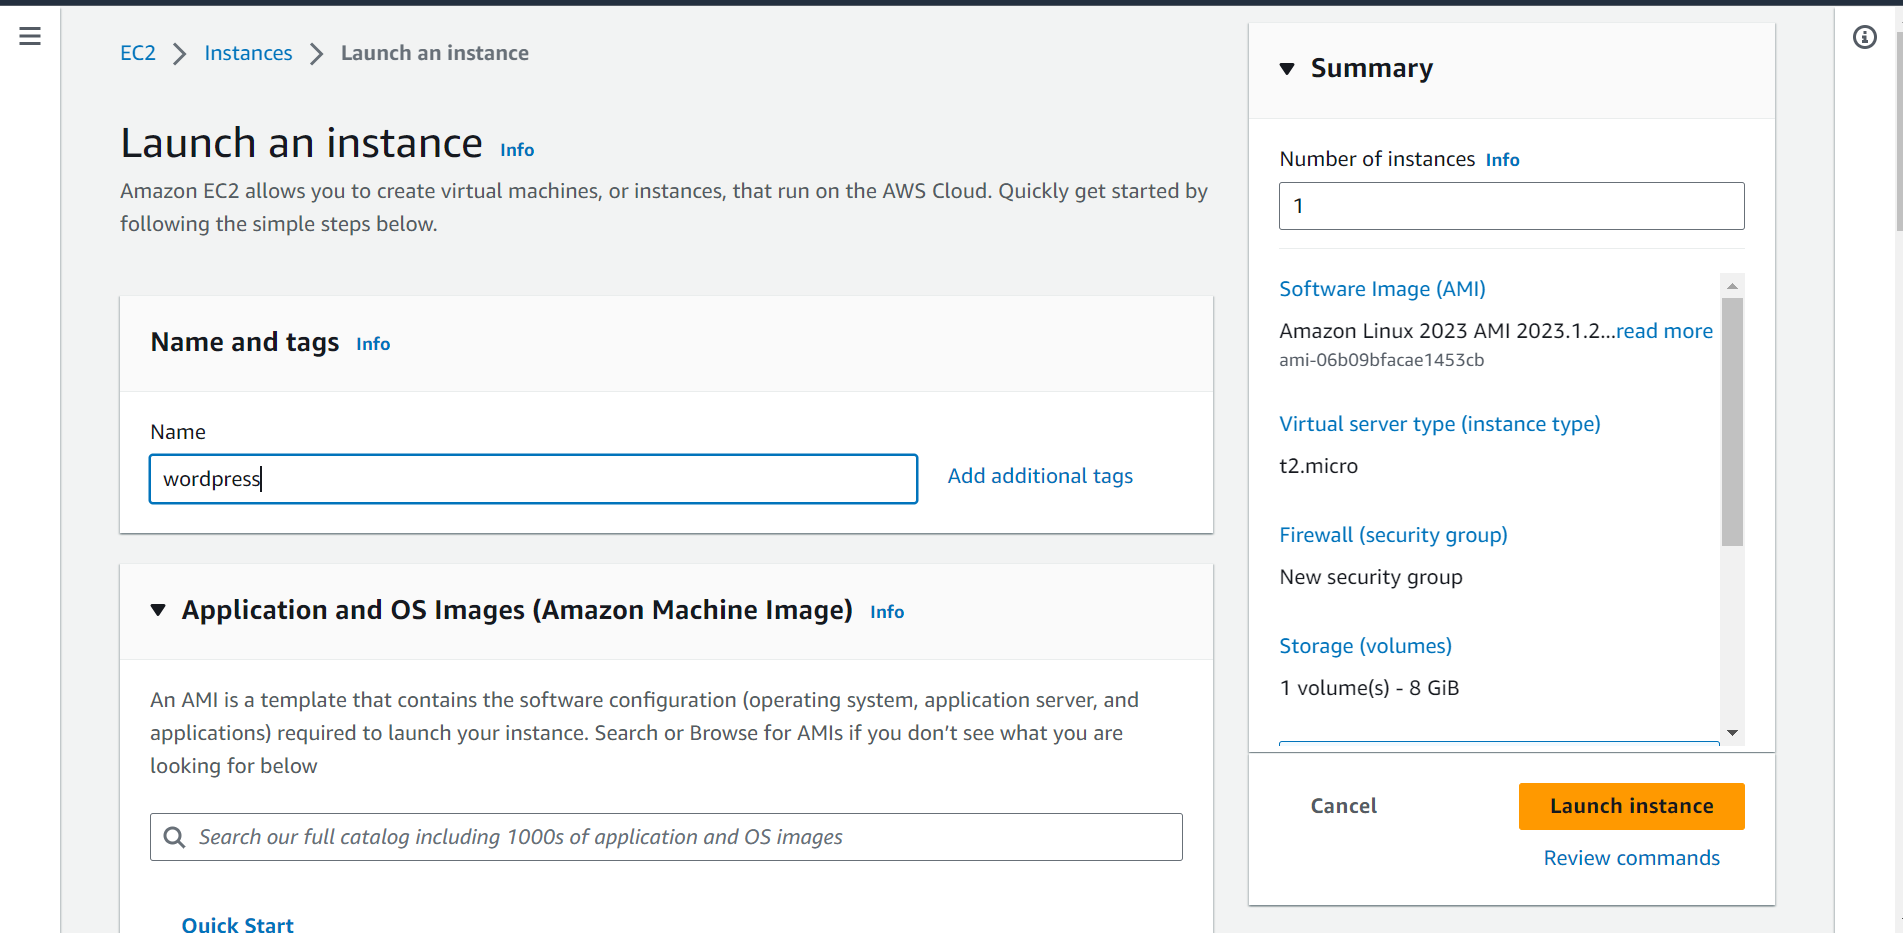 EC2 Instances Launch an instance
Launch an instance Info
Amazon EC2 allows you to create virtual machines, or instances, that run on the AWS Cloud. Quickly get started by
following the simple steps below.
Name and tags Info
Name
wordpress
Add additional tags
Application and OS Images (Amazon Machine Image) Info
An AMI is a template that contains the software configuration (operating system, application server, and
applications) required to launch your instance. Search or Browse for AMIs if you don’t see what you are
looking for below
Search our full catalog including 1000s of application and OS images
Quick Start
Summary
Number of instances Info
1
Software Image (AMI)
Amazon Linux 2023 AMI 2023.1.2...read more
ami-06b09bfacae1453cb
Virtual server type (instance type)
t2.micro
Firewall (security group)
New security group
Storage (volumes)
1 volume(s) - 8 GiB
Cancel
Launch instance
Review commands